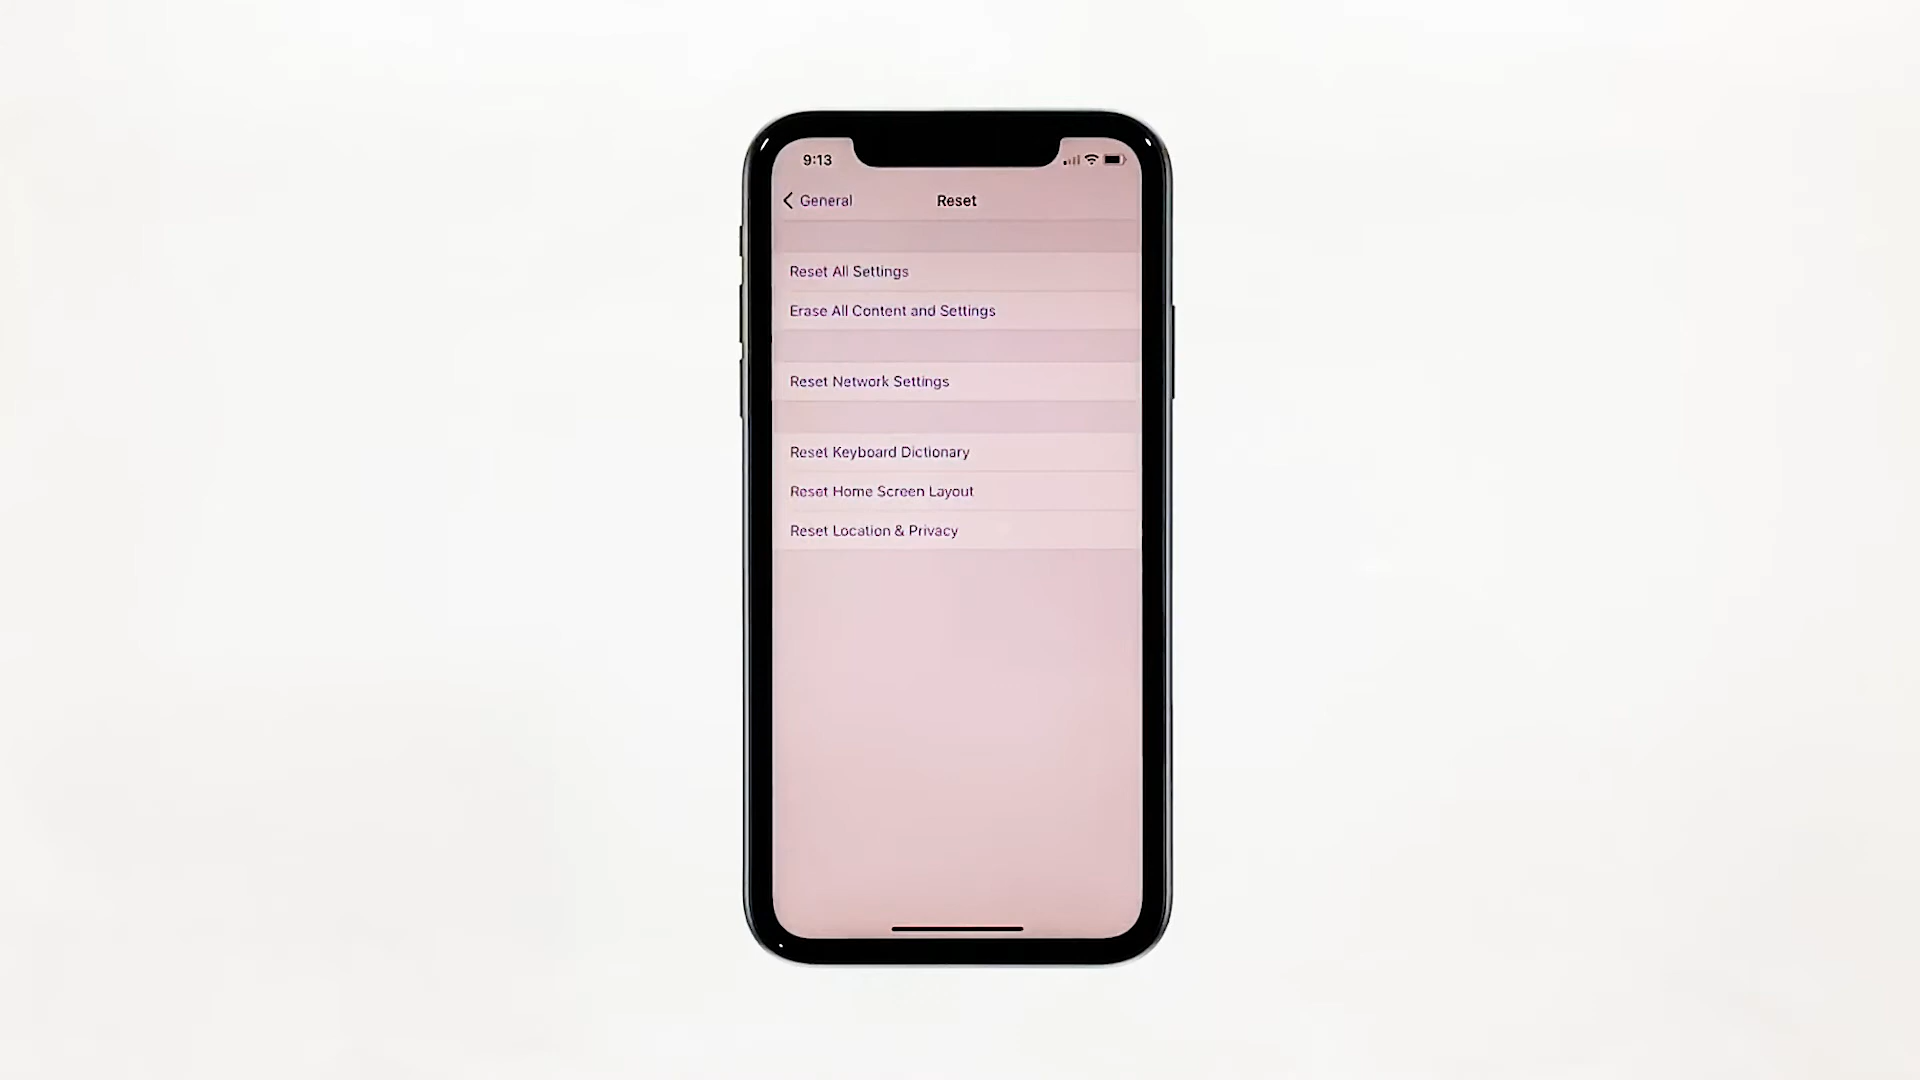 9:13
General
Reset
Reset All Settings
Erase All Content and Settings
Reset Network Settings
Reset Keyboard Dictionary
Reset Home Screen Layout
Reset Location & Privacy